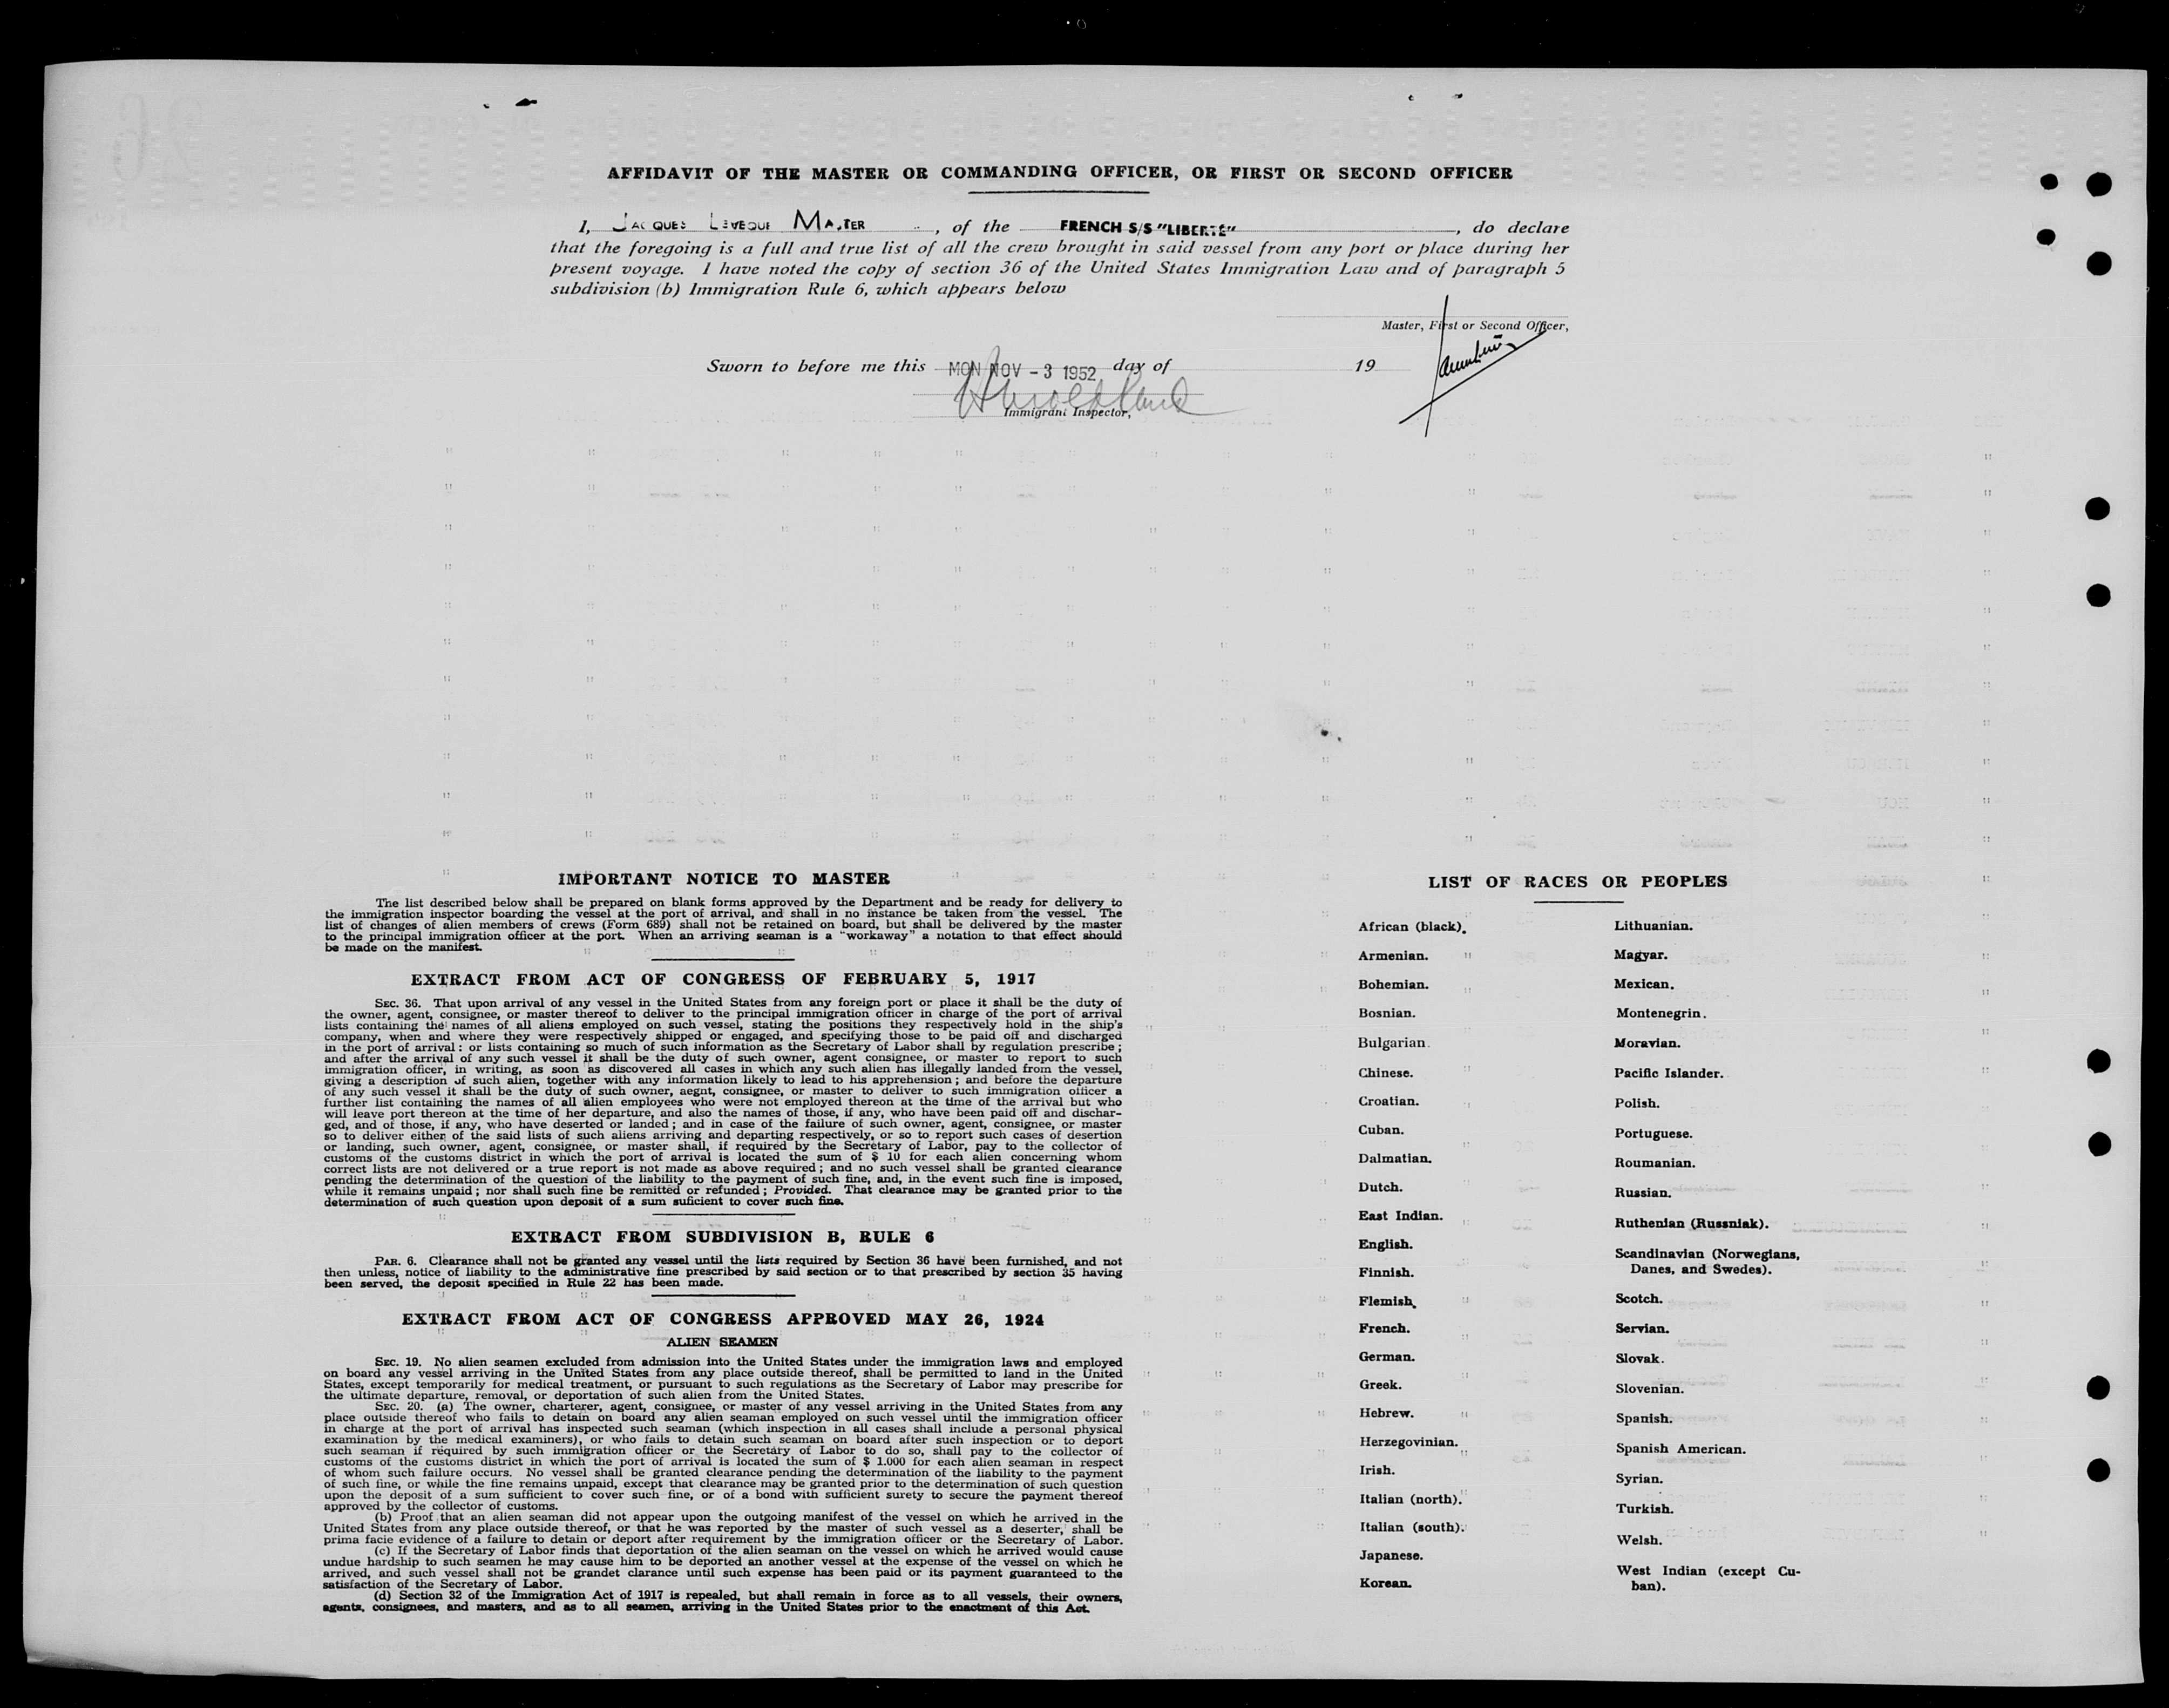 AFFIDAVIT OF THE MASTER OR COMMANDING OFFICER, OR FIRST OR SECOND OFFICER
I, JACQUES LEVEQUE MASTER, of the FRENCH S/S "LIBERTE", do declare
that the foregoing is a full and true list of all the crew brought in said vessel from any port or place during her
present voyage. I have noted the copy of section 36 of the United States Immigration Law and of paragraph 5
subdivision (b) Immigration Rule 6, which appears below
Master, First or Second Officer,
Sworn to before me this MON NOV - 3 1952 day of 19
Immigrant Inspector,
IMPORTANT NOTICE TO MASTER
The list described below shall be prepared on blank forms approved by the Department and be ready for delivery to
the immigration inspector boarding the vessel at the port of arrival, and shall in no instance be taken from the vessel. The
list of changes of alien members of crews (Form 689) shall not be retained on board, but shall be delivered by the master
to the principal immigration officer at the port. When an arriving seaman is a "workaway" a notation to that effect should
be made on the manifest.
EXTRACT FROM ACT OF CONGRESS OF FEBRUARY 5, 1917
SEC. 36. That upon arrival of any vessel in the United States from any foreign port or place it shall be the duty of
the owner, agent, consignee, or master thereof to deliver to the principal immigration officer in charge of the port of arrival
lists containing the names of all aliens employed on such vessel, stating the positions they respectively hold in the ship's
company, when and where they were respectively shipped or engaged, and specifying those to be paid off and discharged
in the port of arrival: or lists containing so much of such information as the Secretary of Labor shall by regulation prescribe;
and after the arrival of any such vessel it shall be the duty of such owner, agent consignee, or master to report to such
immigration officer, in writing, as soon as discovered all cases in which any such alien has illegally landed from the vessel,
giving a description of such alien, together with any information likely to lead to his apprehension; and before the departure
of any such vessel it shall be the duty of such owner, aegnt, consignee, or master to deliver to such immigration officer a
further list containing the names of all alien employees who were not employed thereon at the time of the arrival but who
will leave port thereon at the time of her departure, and also the names of those, if any, who have been paid off and dischar-
ged, and of those, if any, who have deserted or landed; and in case of the failure of such owner, agent, consignee, or master
so to deliver either of the said lists of such aliens arriving and departing respectively, or so to report such cases of desertion
or landing, such owner, agent, consignee, or master shall, if required by the Secretary of Labor, pay to the collector of
customs of the customs district in which the port of arrival is located the sum of $ 10 for each alien concerning whom
correct lists are not delivered or a true report is not made as above required; and no such vessel shall be granted clearance
pending the determination of the question of the liability to the payment of such fine, and, in the event such fine is imposed,
while it remains unpaid; nor shall such fine be remitted or refunded; Provided. That clearance may be granted prior to the
determination of such question upon deposit of a sum suficient to cover such fine.
EXTRACT FROM SUBDIVISION B, RULE 6
PAR. 6. Clearance shall not be granted any vessel until the lists required by Section 36 have been furnished, and not
then unless, notice of liability to the administrative fine prescribed by said section or to that prescribed by section 35 having
been served, the deposit specified in Rule 22 has been made.
EXTRACT FROM ACT OF CONGRESS APPROVED MAY 26, 1924
ALIEN SEAMEN
SEC. 19. No alien seamen excluded from admission into the United States under the immigration laws and employed
on board any vessel arriving in the United States from any place outside thereof, shall be permitted to land in the United
States, except temporarily for medical treatment, or pursuant to such regulations as the Secretary of Labor may prescribe for
the ultimate departure, removal, or deportation of such alien from the United States.
SEC. 20. (a) The owner, charterer, agent, consignee, or master of any vessel arriving in the United States from any
place outside thereof who fails to detain on board any alien seaman employed on such vessel until the immigration officer
in charge at the port of arrival has inspected such seaman (which inspection in all cases shall include a personal physical
examination by the medical examiners), or who fails to detain such seaman on board after such inspection or to deport
such seaman if required by such immigration officer or the Secretary of Labor to do so, shall pay to the collector of
customs of the customs district in which the port of arrival is located the sum of $ 1.000 for each alien seaman in respect
of whom such failure occurs. No vessel shall be granted clearance pending the determination of the liability to the payment
of such fine, or while the fine remains unpaid, except that clearance may be granted prior to the determination of such question
upon the deposit of a sum sufficient to cover such fine, or of a bond with sufficient surety to secure the payment thereof
approved by the collector of customs.
(b) Proof that an alien seaman did not appear upon the outgoing manifest of the vessel on which he arrived in the
United States from any place outside thereof, or that he was reported by the master of such vessel as a deserter, shall be
prima facie evidence of a failure to detain or deport after requirement by the immigration officer or the Secretary of Labor.
(c) If the Secretary of Labor finds that deportation of the alien seaman on the vessel on which he arrived would cause
undue hardship to such seamen he may cause him to be deported an another vessel at the expense of the vessel on which he
arrived, and such vessel shall not be grandet clarance until such expense has been paid or its payment guaranteed to the
satisfaction of the Secretary of Labor.
(d) Section 32 of the Immigration Act of 1917 is repealed, but shall remain in force as to all vessels, their owners,
agents, consignees, and masters, and as to all seamen, arriving in the United States prior to the enactment of this Act.
LIST OF RACES OR PEOPLES
African (black).
Armenian.
Bohemian.
Bosnian.
Bulgarian.
Chinese.
Croatian.
Cuban.
Dalmatian.
Dutch.
East Indian.
English.
Finnish.
Flemish.
French.
German.
Greek.
Hebrew.
Herzegovinian.
Irish.
Italian (north).
Italian (south).
Japanese.
Korean.
Lithuanian.
Magyar.
Mexican.
Montenegrin.
Moravian.
Pacific Islander.
Polish.
Portuguese.
Roumanian.
Russian.
Ruthenian (Russniak).
Scandinavian (Norwegians,
Danes, and Swedes).
Scotch.
Servian.
Slovak.
Slovenian.
Spanish.
Spanish American.
Syrian.
Turkish.
Welsh.
West Indian (except Cu-
ban).